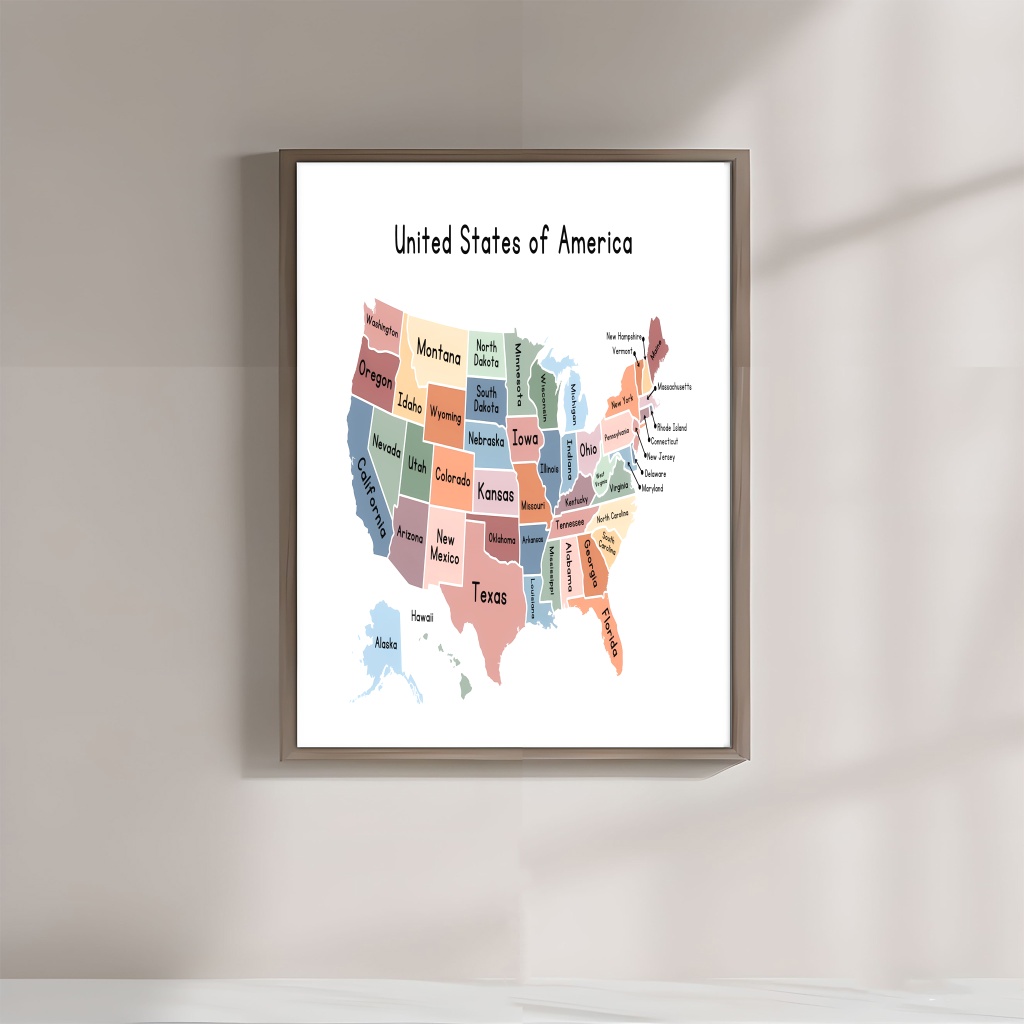 United States of America
Washington
Oregon
California
Nevada
Idaho
Montana
Wyoming
Utah
Arizona
Colorado
New
Mexico
North
Dakota
South
Dakota
Nebraska
Kansas
Oklahoma
Texas
Minnesota
Iowa
Missouri
Arkansas
Louisiana
Wisconsin
Illinois
Michigan
Indiana
Ohio
Kentucky
Tennessee
Mississippi
Alabama
Georgia
Florida
South
Carolina
North Carolina
Virginia
West
Virginia
Pennsylvania
New York
Maine
New Hampshire
Vermont
Massachusetts
Rhode Island
Connecticut
New Jersey
Delaware
Maryland
Alaska
Hawaii